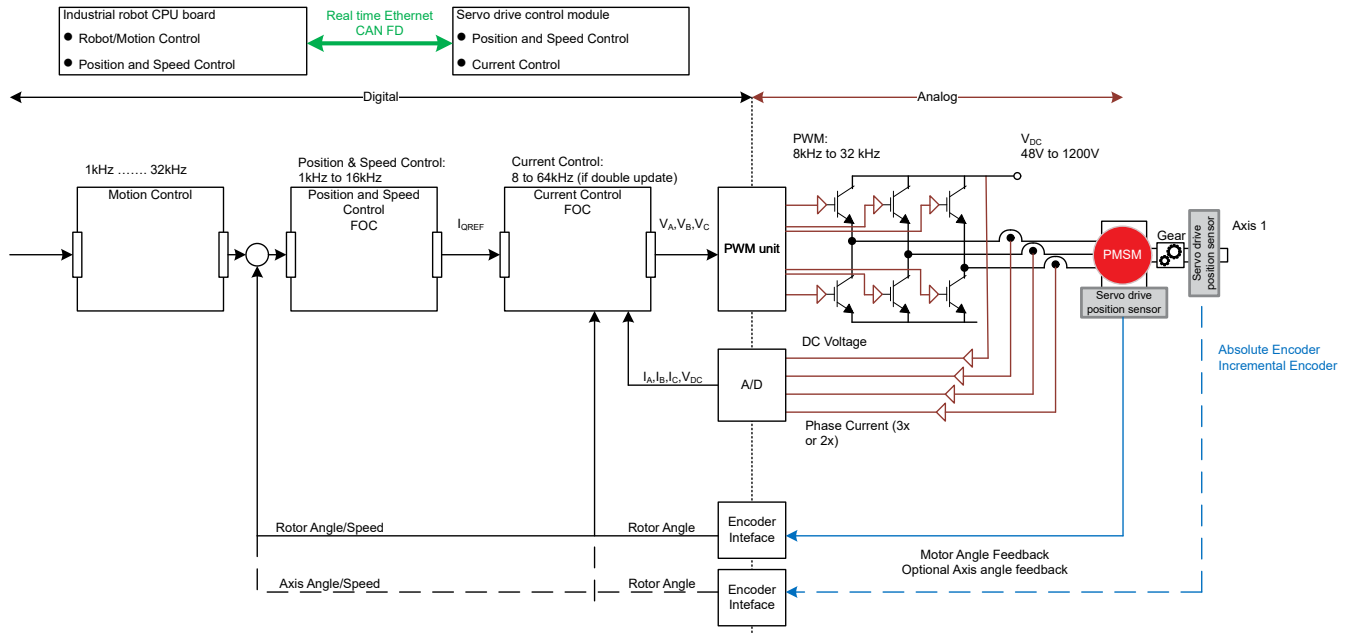 Industrial robot CPU board
● Robot/Motion Control
● Position and Speed Control
Real time Ethernet
CAN FD
Servo drive control module
● Position and Speed Control
● Current Control
Digital
Analog
1kHz ....... 32kHz
Motion Control
Position & Speed Control:
1kHz to 16kHz
Position and Speed
Control
FOC
IQREF
Current Control:
8 to 64kHz (if double update)
Current Control
FOC
VA,VB,VC
PWM unit
PWM:
8kHz to 32 kHz
VDC
48V to 1200V
PMSM
Gear
Servo drive
position sensor
Axis 1
Servo drive
position sensor
DC Voltage
IA,IB,IC,VDC
A/D
Phase Current (3x
or 2x)
Absolute Encoder
Incremental Encoder
Rotor Angle/Speed
Rotor Angle
Encoder
Inteface
Motor Angle Feedback
Optional Axis angle feedback
Axis Angle/Speed
Rotor Angle
Encoder
Inteface